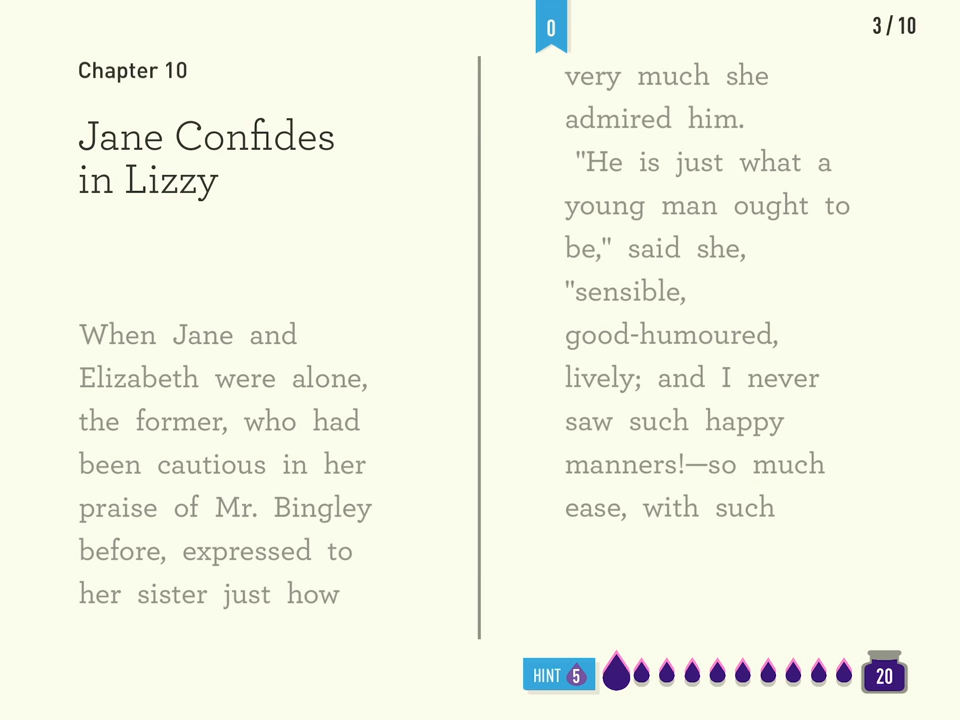 0
3 / 10
Chapter 10
Jane Confides
in Lizzy
When Jane and
Elizabeth were alone,
the former, who had
been cautious in her
praise of Mr. Bingley
before, expressed to
her sister just how
very much she
admired him.
"He is just what a
young man ought to
be," said she,
"sensible,
good-humoured,
lively; and I never
saw such happy
manners!—so much
ease, with such
HINT 5
20